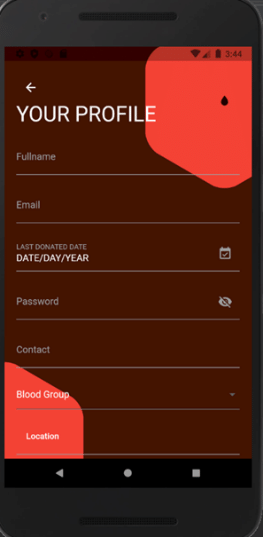 3:44
YOUR PROFILE
Fullname
Email
LAST DONATED DATE
DATE/DAY/YEAR
Password
Contact
Blood Group
Location